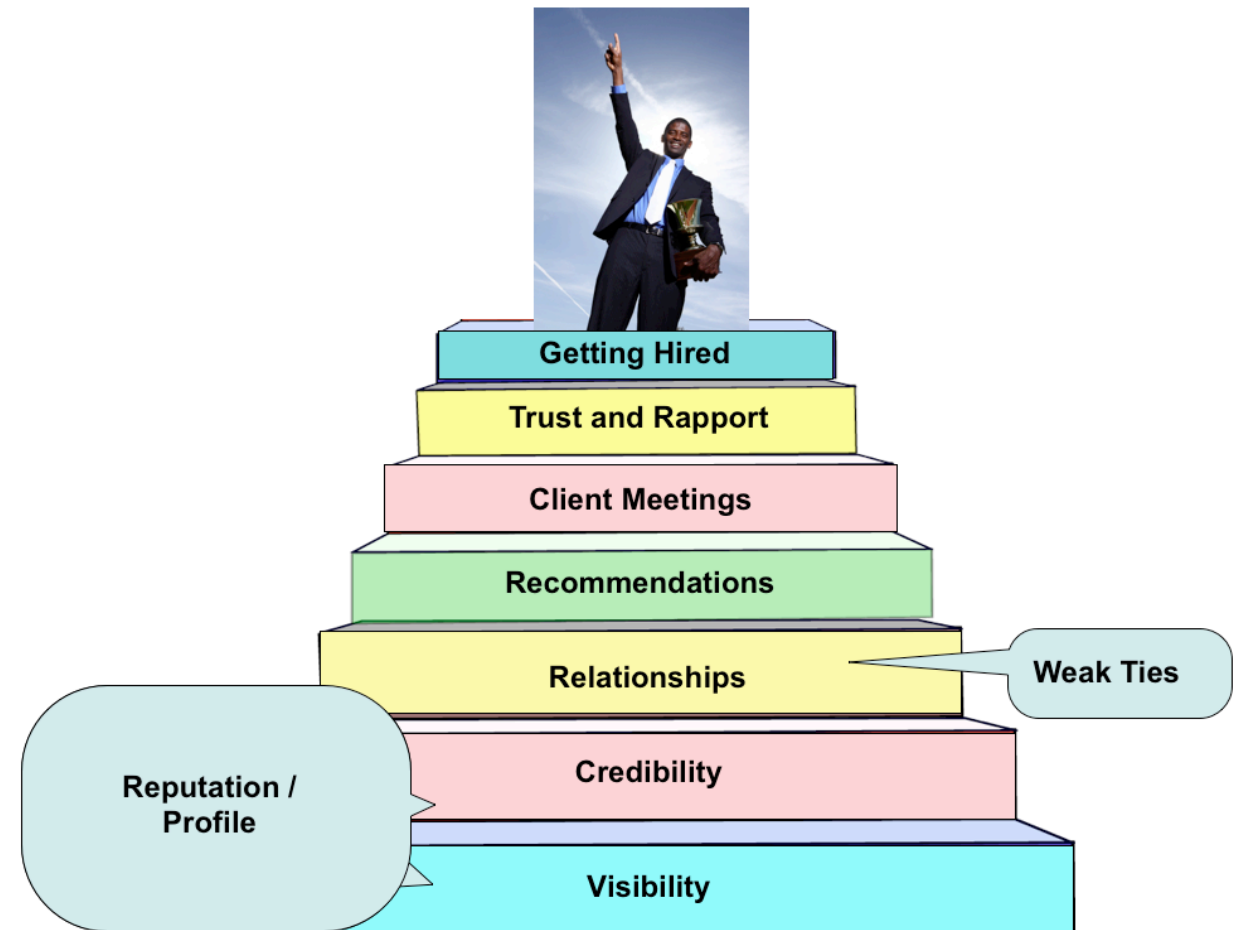 Getting Hired
Trust and Rapport
Client Meetings
Recommendations
Relationships
Weak Ties
Reputation /
Profile
Credibility
Visibility